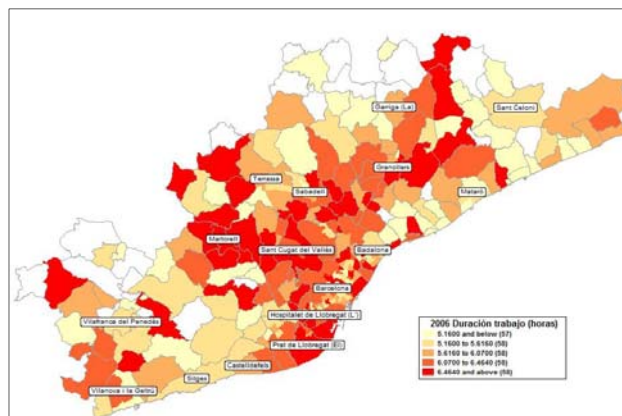 Garriga (La)
Sant Celoni
Granollers
Terrassa
Sabadell
Mataró
Martorell
Sant Cugat del Vallès
Badalona
Barcelona
Hospitalet de Llobregat (L')
Vilafranca del Penedès
Prat de Llobregat (El)
Castelldefels
Sitges
Vilanova i la Geltrú
2006 Duración trabajo (horas)
5.1600 and below (57)
5.1600 to 5.6160 (58)
5.6160 to 6.0700 (58)
6.0700 to 6.4640 (58)
6.4640 and above (58)